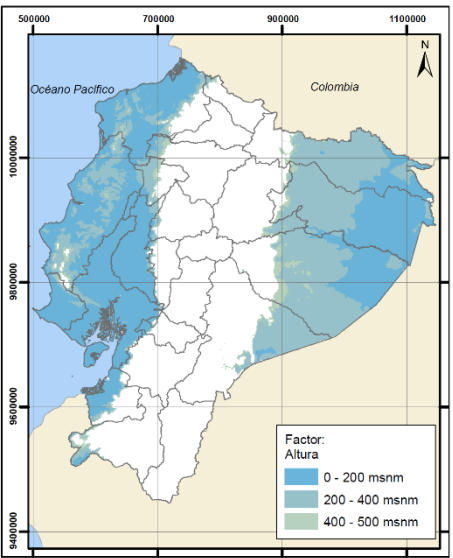 500000 700000 900000 1100000
N
Océano Pacífico
Colombia
10000000
9800000
9600000
9400000
Factor:
Altura
0 - 200 msnm
200 - 400 msnm
400 - 500 msnm